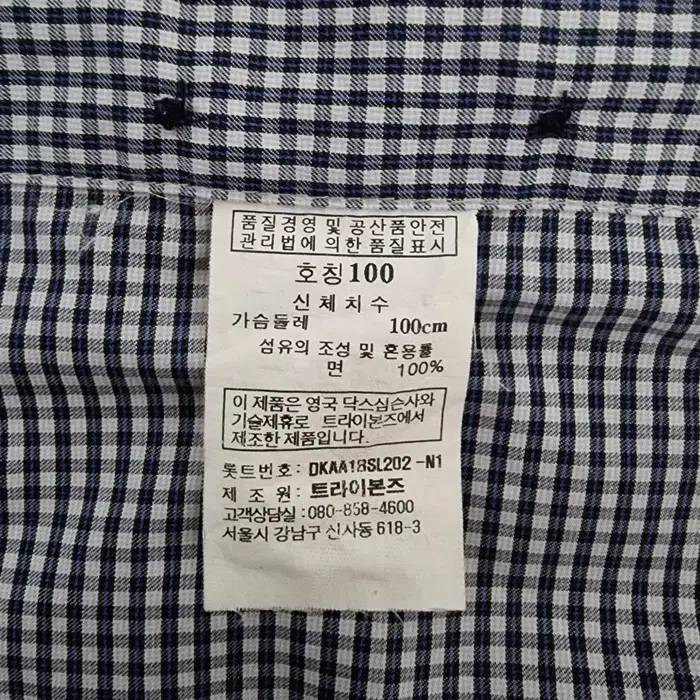 품질경영 및 공산품안전
관리법에 의한 품질표시
호칭 100
신체치수
가슴둘레 100cm
섬유의 조성 및 혼용률
면 100%
이 제품은 영국 닥스심슨사와
기술제휴로 트라이본즈에서
제조한 제품입니다.
롯트번호: DKAA1BSL202-N1
제조원: 트라이본즈
고객상담실:080-858-4600
서울시 강남구 신사동 618-3